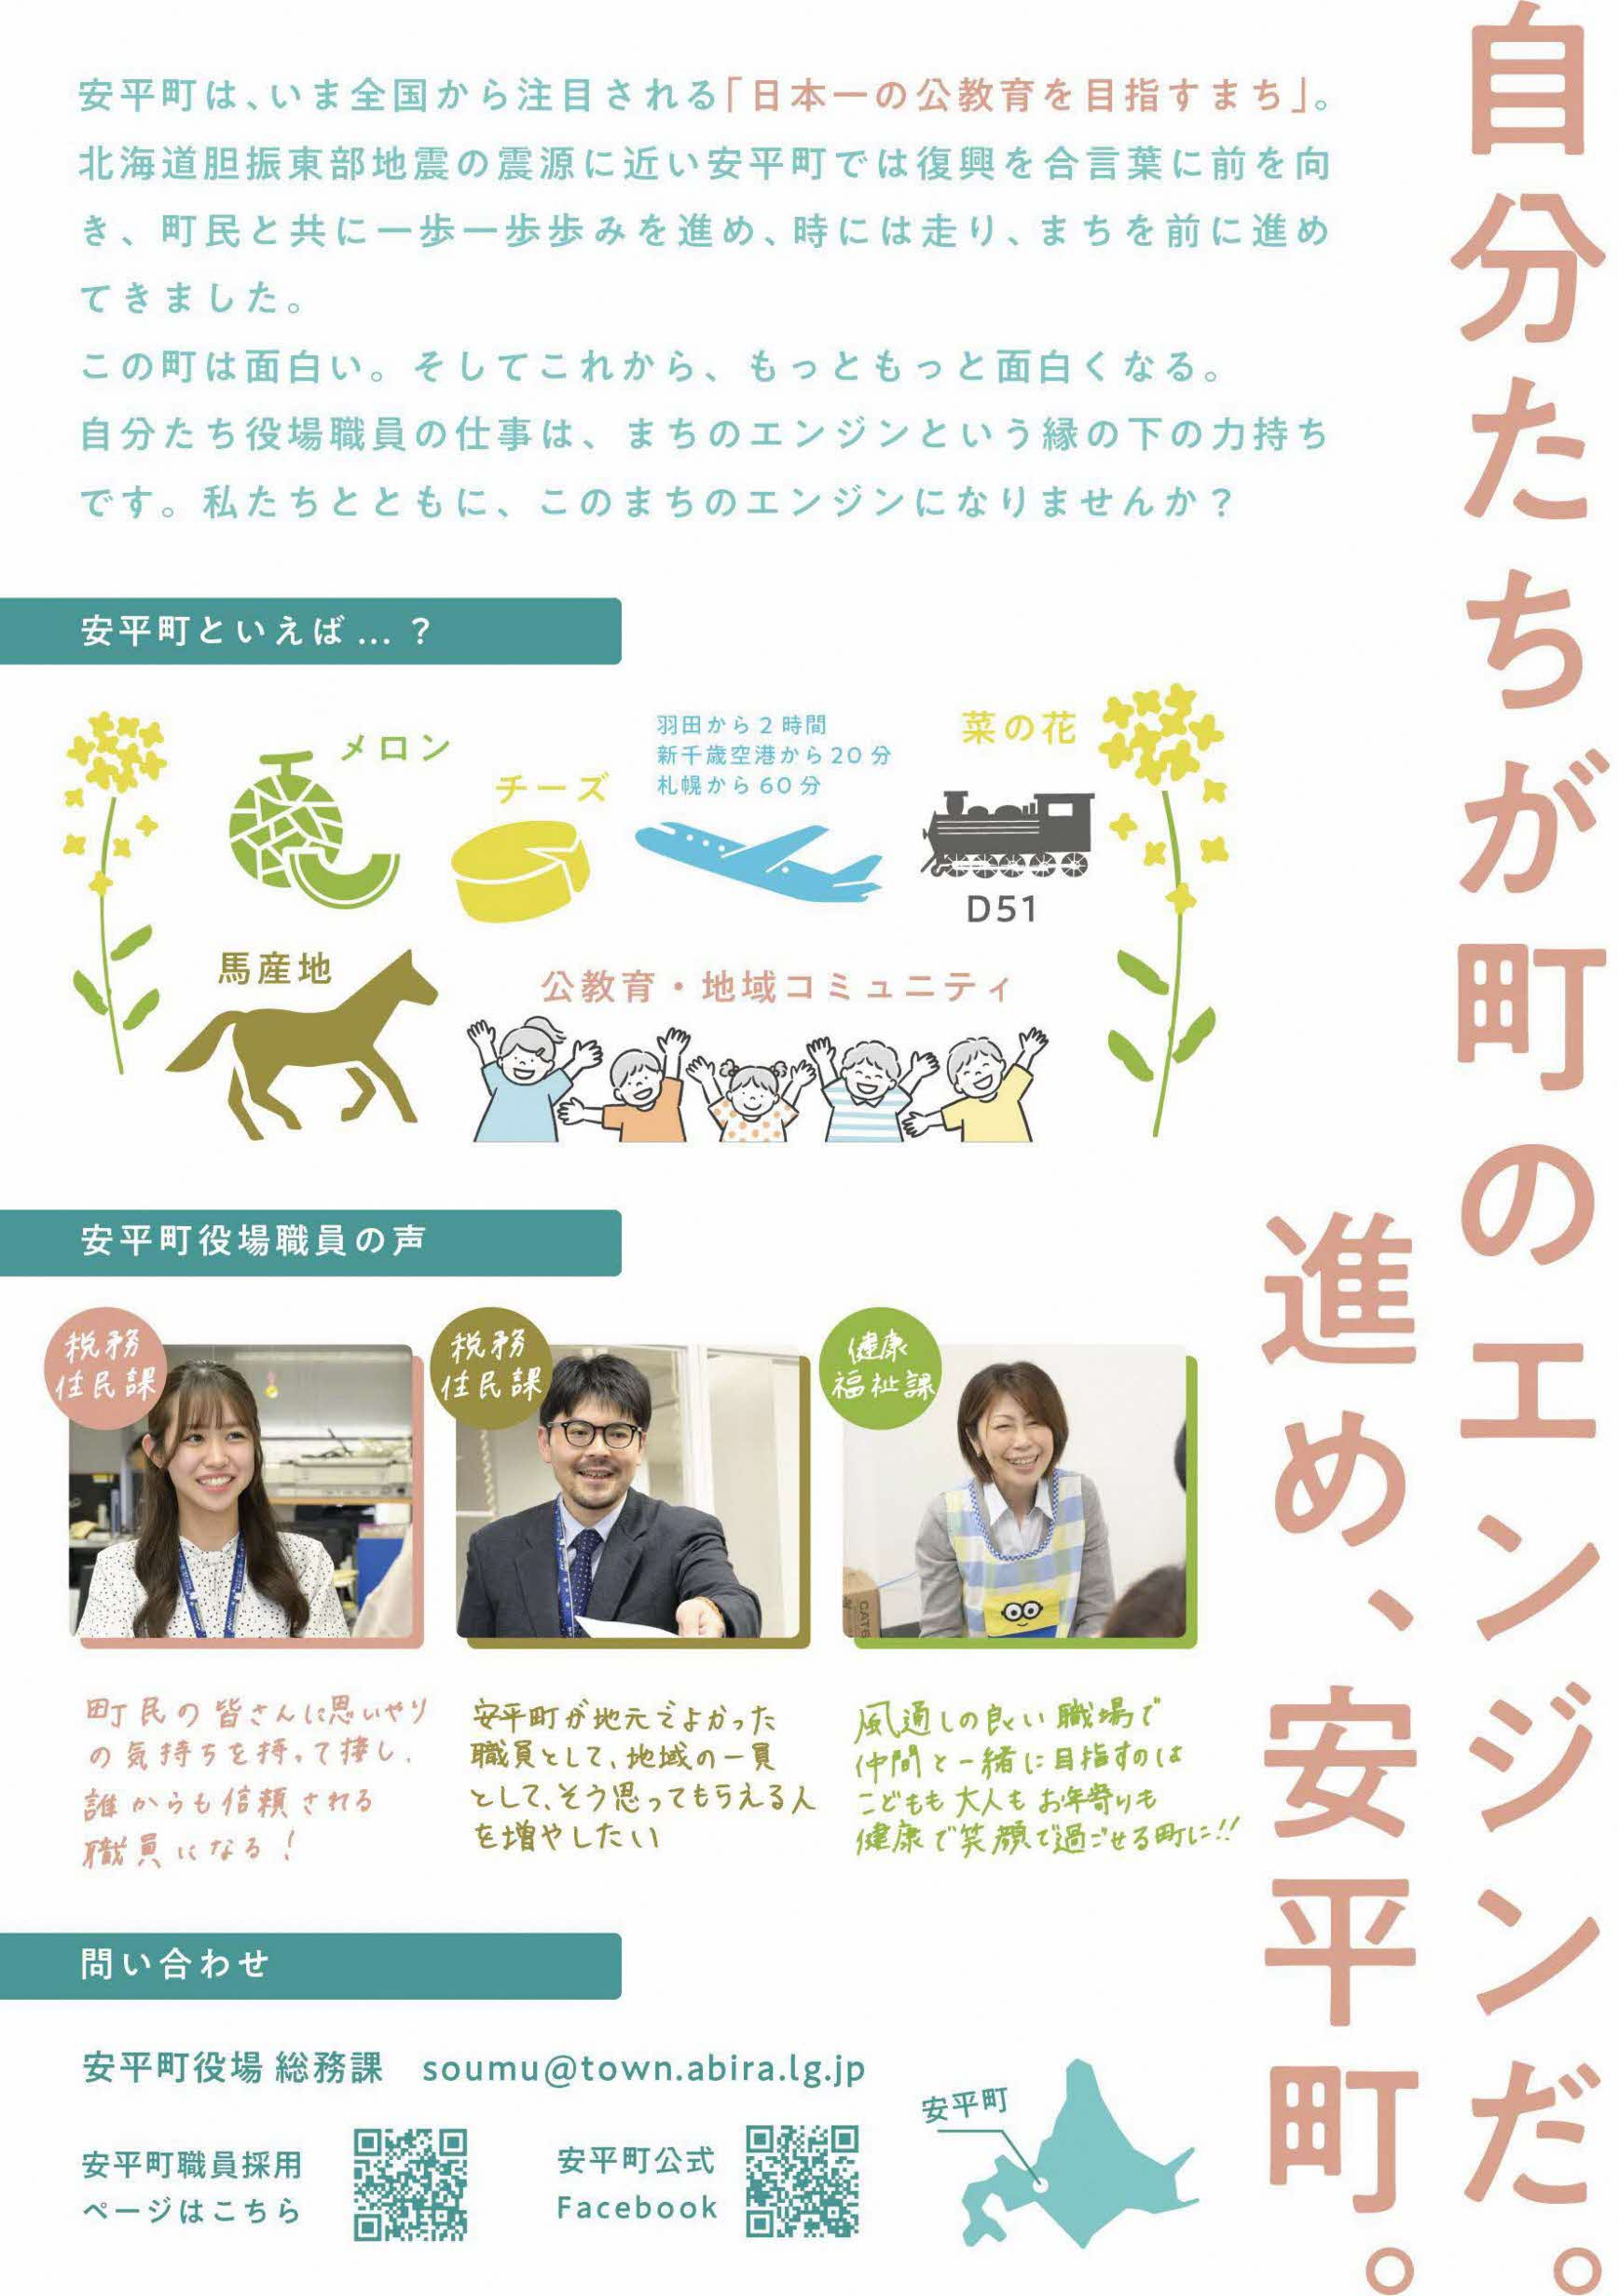 自分たちが町のエンジンだ。
進め、安平町。
安平町は、いま全国から注目される「日本一の公教育を目指すまち」。
北海道胆振東部地震の震源に近い安平町では復興を合言葉に前を向
き、町民と共に一歩一歩歩みを進め、時には走り、まちを前に進め
てきました。
この町は面白い。そしてこれから、もっともっと面白くなる。
自分たち役場職員の仕事は、まちのエンジンという縁の下の力持ち
です。私たちとともに、このまちのエンジンになりませんか？
安平町といえば…？
メロン
チーズ
羽田から2時間
新千歳空港から20分
札幌から60分
菜の花
D51
馬産地
公教育・地域コミュニティ
安平町役場職員の声
税務
住民課
町民の皆さんに思いやり
の気持ちを持って接し、
誰からも信頼される
職員になる！
税務
住民課
安平町が地元でよかった
職員として、地域の一員
として、そう思ってもらえる人
を増やしたい
健康
福祉課
風通しの良い職場で
仲間と一緒に目指すのは
こどもも大人もお年寄りも
健康で笑顔で過ごせる町に!!
問い合わせ
安平町役場 総務課 soumu@town.abira.lg.jp
安平町職員採用
ページはこちら
安平町公式
Facebook
安平町